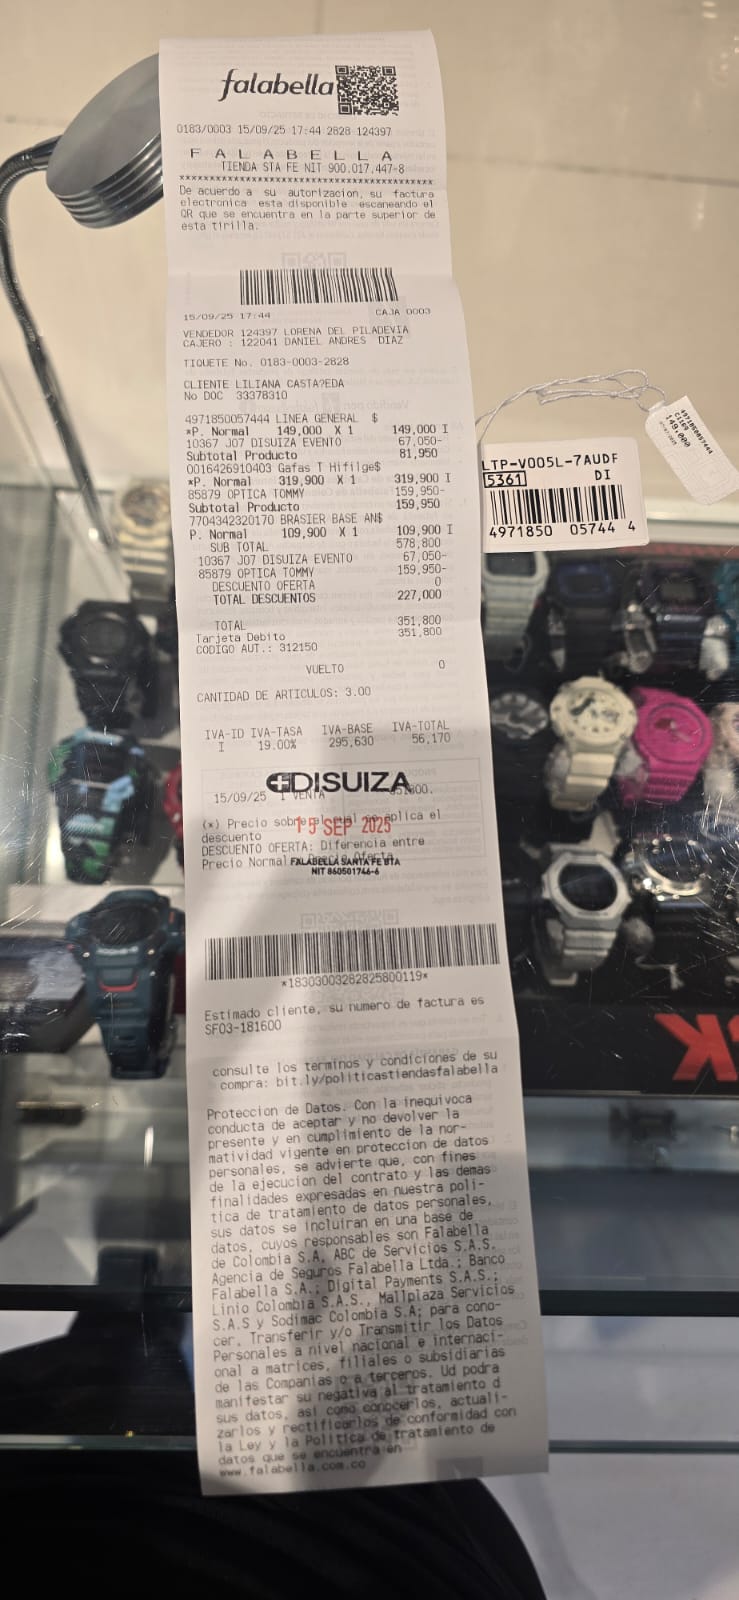 falabella
0183/0003 15/09/25 17:44 2828 124397
F A L A B E L L A
TIENDA STA FE NIT 900.017.447-8
De acuerdo a su autorizacion, su factura
electronica esta disponible escaneando el
QR que se encuentra en la parte superior de
esta tirilla.
15/09/25 17:44 CAJA 0003
VENDEDOR 124397 LORENA DEL PILADEVIA
CAJERO : 122041 DANIEL ANDRES DIAZ
TIQUETE No. 0183-0003-2828
CLIENTE LILIANA CASTA?EDA
No DOC 33378310
4971850057444 LINEA GENERAL $
*P. Normal 149,000 X 1 149,000 I
10367 J07 DISUIZA EVENTO 67,050-
Subtotal Producto 81,950
0016426910403 Gafas T Hifilge$
*P. Normal 319,900 X 1 319,900 I
85879 OPTICA TOMMY 159,950-
Subtotal Producto 159,950
7704342320170 BRASIER BASE AN$
P. Normal 109,900 X 1 109,900 I
SUB TOTAL 578,800
10367 J07 DISUIZA EVENTO 67,050-
85879 OPTICA TOMMY 159,950-
DESCUENTO OFERTA 0
TOTAL DESCUENTOS 227,000
TOTAL 351,800
Tarjeta Debito 351,800
CODIGO AUT.: 312150
VUELTO 0
CANTIDAD DE ARTICULOS: 3.00
IVA-ID IVA-TASA IVA-BASE IVA-TOTAL
I 19.00% 295,630 56,170
DISUIZA
15/09/25 1 VENTA 351800.
(*) Precio sobre el cual se aplica el
descuento
15 SEP 2025
DESCUENTO OFERTA: Diferencia entre
Precio Normal
FALABELLA SANTA FE BTA
NIT 860501746-6
*18303003282825800119*
Estimado cliente, su numero de factura es
SF03-181600
consulte los terminos y condiciones de su
compra: bit.ly/politicastiendasfalabella
Proteccion de Datos. Con la inequivoca
conducta de aceptar y no devolver la
presente y en cumplimiento de la nor-
matividad vigente en proteccion de datos
personales, se advierte que, con fines
de la ejecucion del contrato y las demas
finalidades expresadas en nuestra poli-
tica de tratamiento de datos personales,
sus datos se incluiran en una base de
datos, cuyos responsables son Falabella
de Colombia S.A, ABC de Servicios S.A.S.
Agencia de Seguros Falabella Ltda.; Banco
Falabella S.A.; Digital Payments S.A.S.;
Linio Colombia S.A.S., Mallplaza Servicios
S.A.S y Sodimac Colombia S.A; para cono-
cer, Transferir y/o Transmitir los Datos
Personales a nivel nacional e internaci-
onal a matrices, filiales o subsidiarias
de las Companias o a terceros. Ud podra
manifestar su negativa al tratamiento d
sus datos, asi como conocerlos, actuali-
zarlos y rectificarlos de conformidad con
la Ley y la Politica de tratamiento de
datos que se encuentra en
www.falabella.com.co
LTP-V005L-7AUDF
5361 DI
4971850 05744 4
4971850057444
149.000